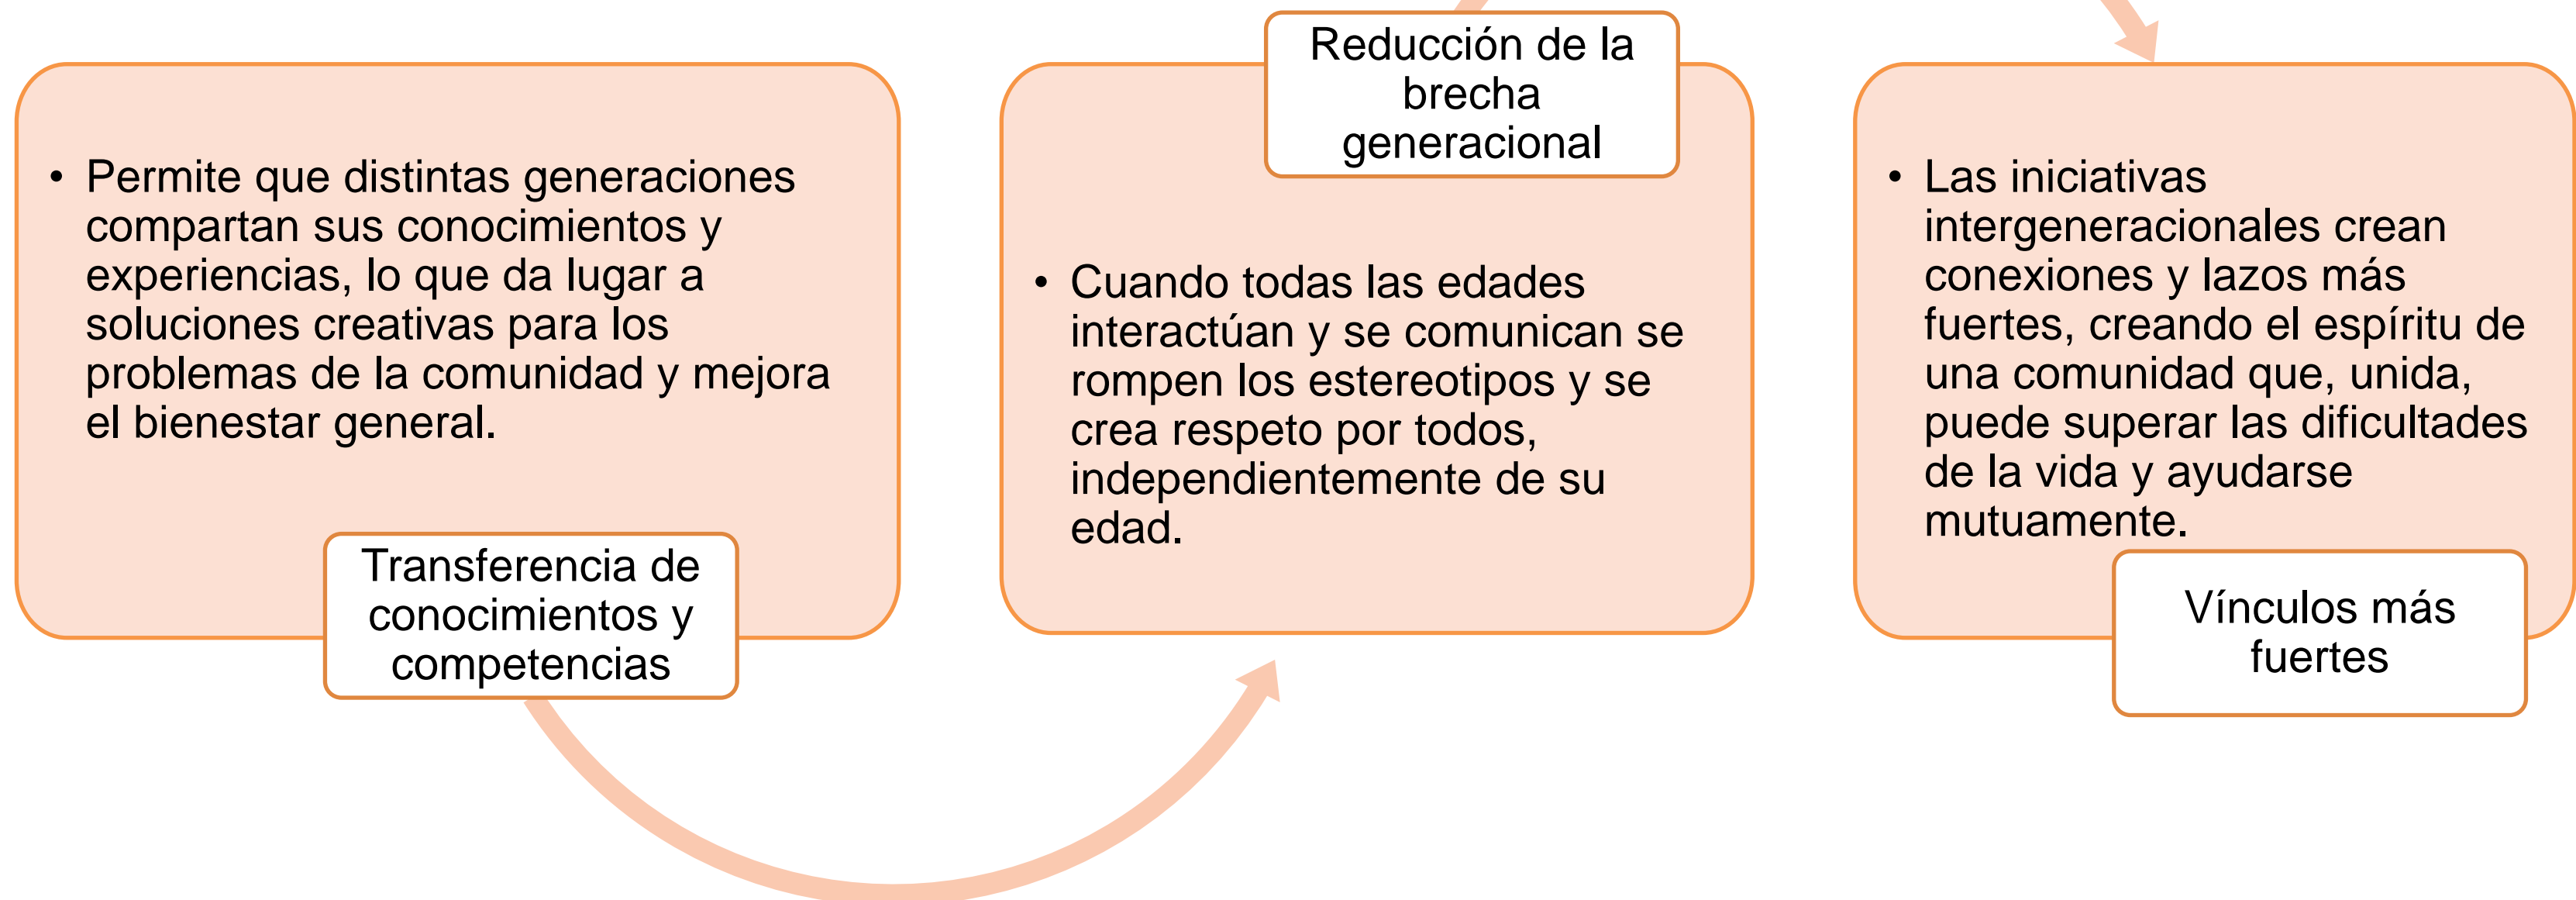 • Permite que distintas generaciones
compartan sus conocimientos y
experiencias, lo que da lugar a
soluciones creativas para los
problemas de la comunidad y mejora
el bienestar general.
Transferencia de
conocimientos y
competencias
Reducción de la
brecha
generacional
• Cuando todas las edades
interactúan y se comunican se
rompen los estereotipos y se
crea respeto por todos,
independientemente de su
edad.
• Las iniciativas
intergeneracionales crean
conexiones y lazos más
fuertes, creando el espíritu de
una comunidad que, unida,
puede superar las dificultades
de la vida y ayudarse
mutuamente.
Vínculos más
fuertes